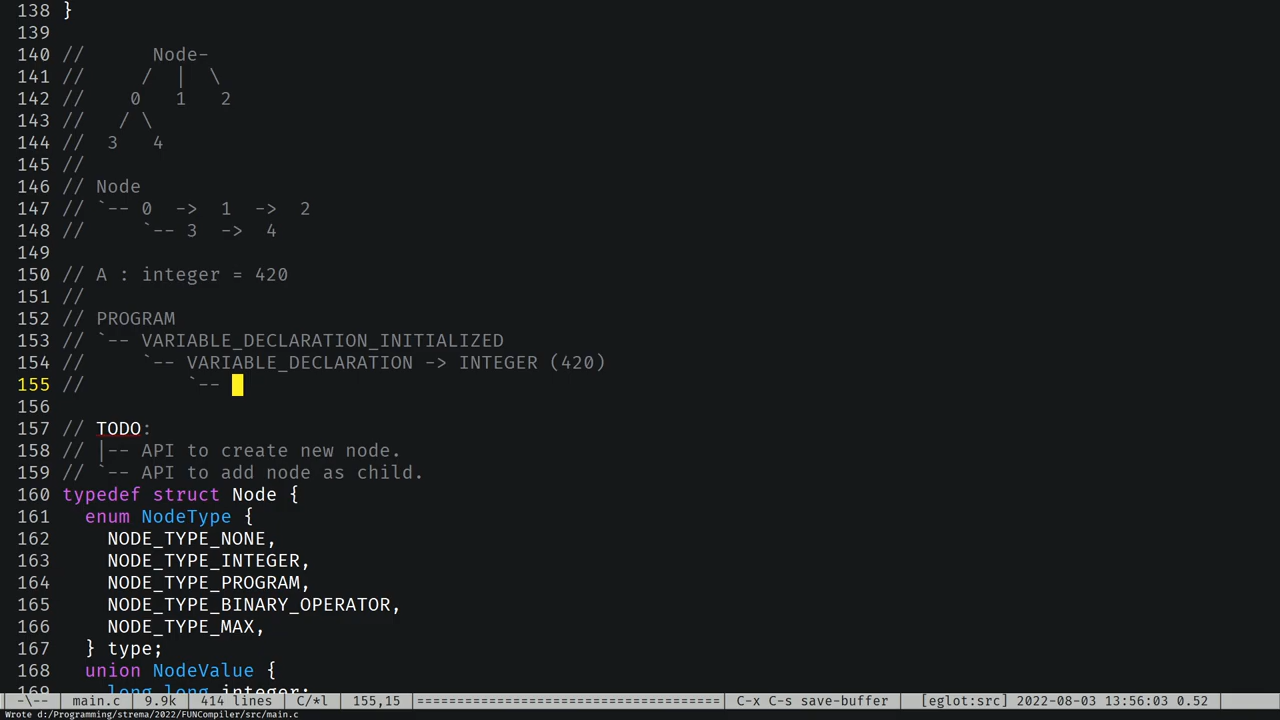 138 }
139
140 //      Node-
141 //     /  |  \
142 //    0   1   2
143 //   / \
144 //  3   4
145 //
146 // Node
147 // `-- 0  ->  1  ->  2
148 //     `-- 3  ->  4
149
150 // A : integer = 420
151 //
152 // PROGRAM
153 // `-- VARIABLE_DECLARATION_INITIALIZED
154 //     `-- VARIABLE_DECLARATION -> INTEGER (420)
155 //         `--
156
157 // TODO:
158 // |-- API to create new node.
159 // `-- API to add node as child.
160 typedef struct Node {
161   enum NodeType {
162     NODE_TYPE_NONE,
163     NODE_TYPE_INTEGER,
164     NODE_TYPE_PROGRAM,
165     NODE_TYPE_BINARY_OPERATOR,
166     NODE_TYPE_MAX,
167   } type;
168   union NodeValue {
169     long long integer;
-\-- main.c 9.9k 414 lines C/*l 155,15 ===================================== C-x C-s save-buffer [eglot:src] 2022-08-03 13:56:03 0.52
Wrote d:/Programming/strema/2022/FUNCompiler/src/main.c